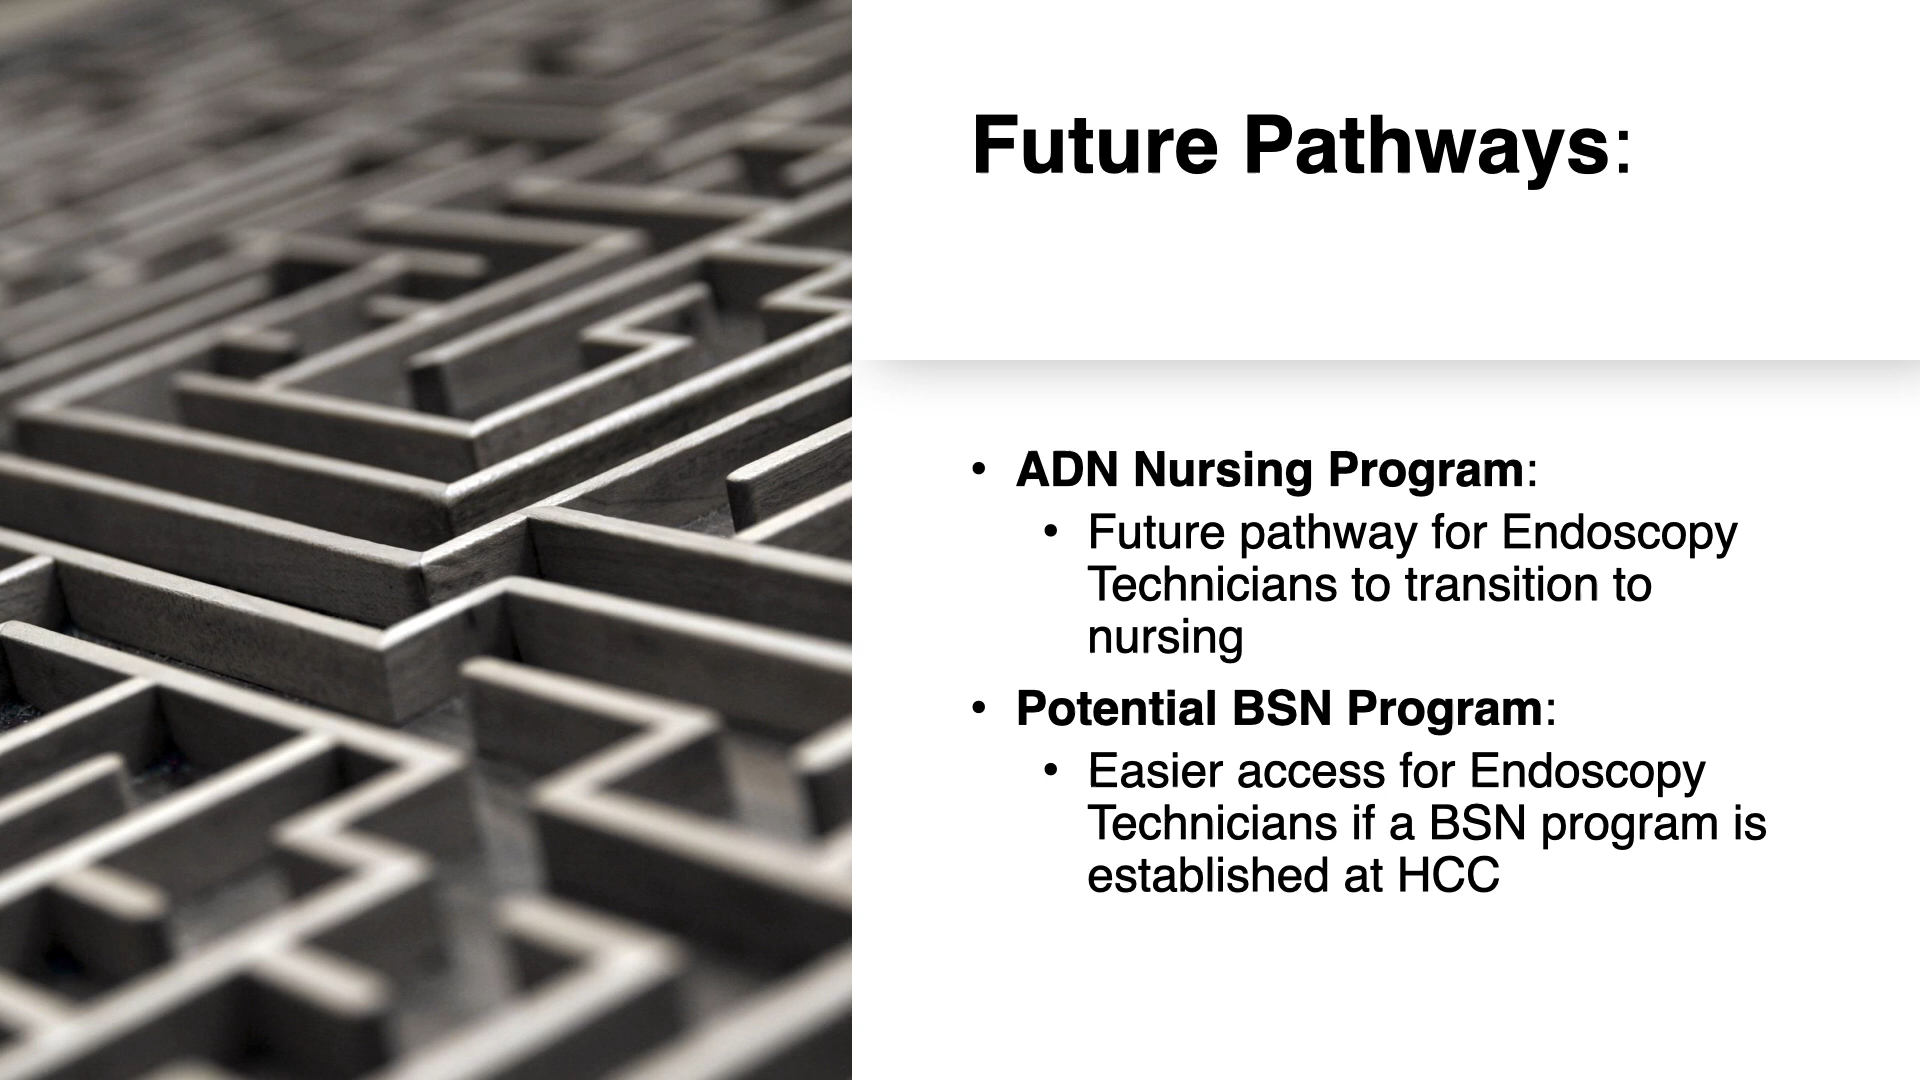 Future Pathways:
• ADN Nursing Program:
• Future pathway for Endoscopy
Technicians to transition to
nursing
• Potential BSN Program:
• Easier access for Endoscopy
Technicians if a BSN program is
established at HCC